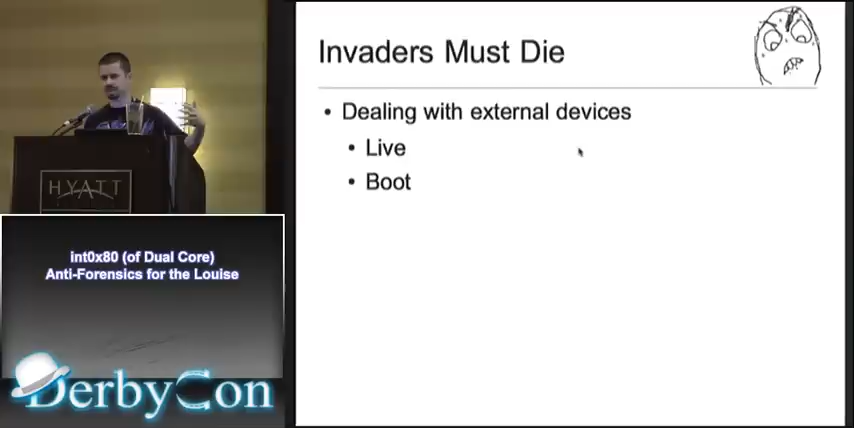 Invaders Must Die
• Dealing with external devices
• Live
• Boot
HYATT
int0x80 (of Dual Core)
Anti-Forensics for the Louise
DerbyCon